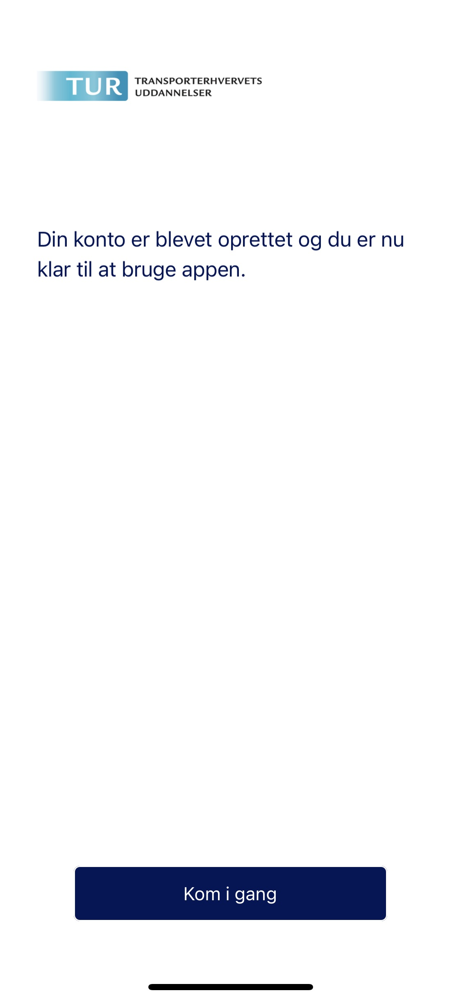 TUR TRANSPORTERHVERVETS
UDDANNELSER
Din konto er blevet oprettet og du er nu
klar til at bruge appen.
Kom i gang